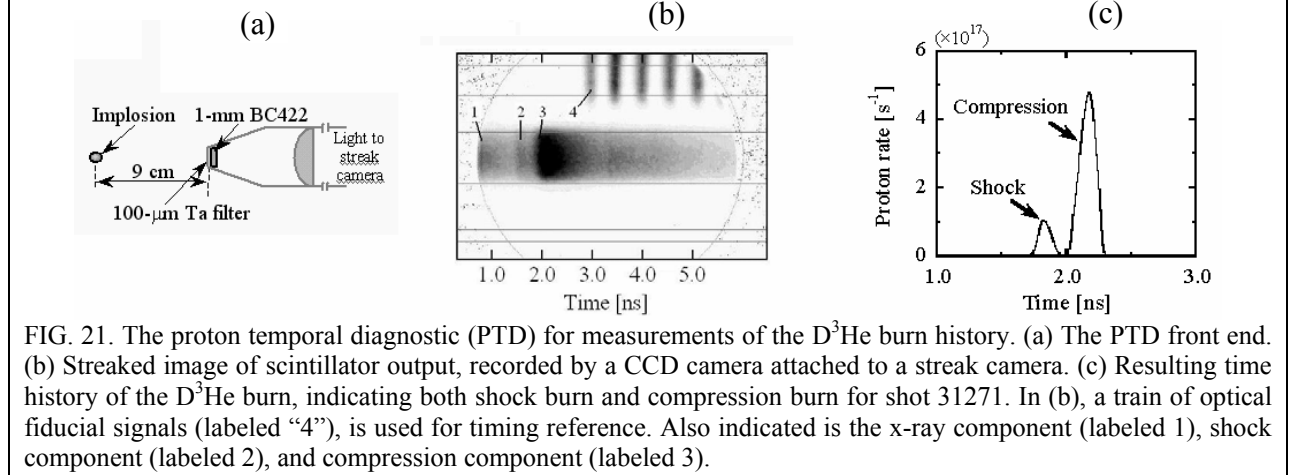 (a)
Implosion
1-mm BC422
Light to
streak
camera
9 cm
100-μm Ta filter
(b)
1
2
3
4
1.0 2.0 3.0 4.0 5.0
Time [ns]
(c)
(×10¹⁷)
6
4
2
0
Proton rate [s⁻¹]
Compression
Shock
1.0 2.0 3.0
Time [ns]
FIG. 21. The proton temporal diagnostic (PTD) for measurements of the D³He burn history. (a) The PTD front end.
(b) Streaked image of scintillator output, recorded by a CCD camera attached to a streak camera. (c) Resulting time
history of the D³He burn, indicating both shock burn and compression burn for shot 31271. In (b), a train of optical
fiducial signals (labeled “4”), is used for timing reference. Also indicated is the x-ray component (labeled 1), shock
component (labeled 2), and compression component (labeled 3).